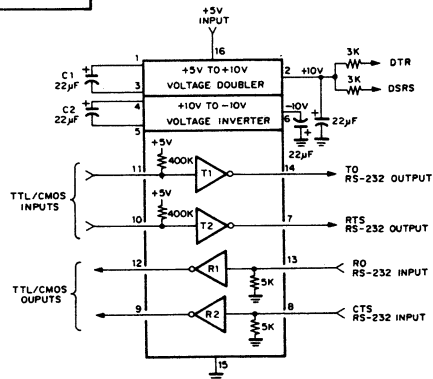 +5V
INPUT
16
1
C1
+
22µF
3
+5V TO +10V
VOLTAGE DOUBLER
2
+10V
3K
DTR
3K
DSRS
4
C2
+
22µF
5
+10V TO −10V
VOLTAGE INVERTER
−10V
6
+
22µF
+
22µF
+5V
400K
11
T1
14
TO
RS-232 OUTPUT
TTL/CMOS
INPUTS
+5V
400K
10
T2
7
RTS
RS-232 OUTPUT
12
R1
13
5K
RO
RS-232 INPUT
TTL/CMOS
OUPUTS
9
R2
8
5K
CTS
RS-232 INPUT
15